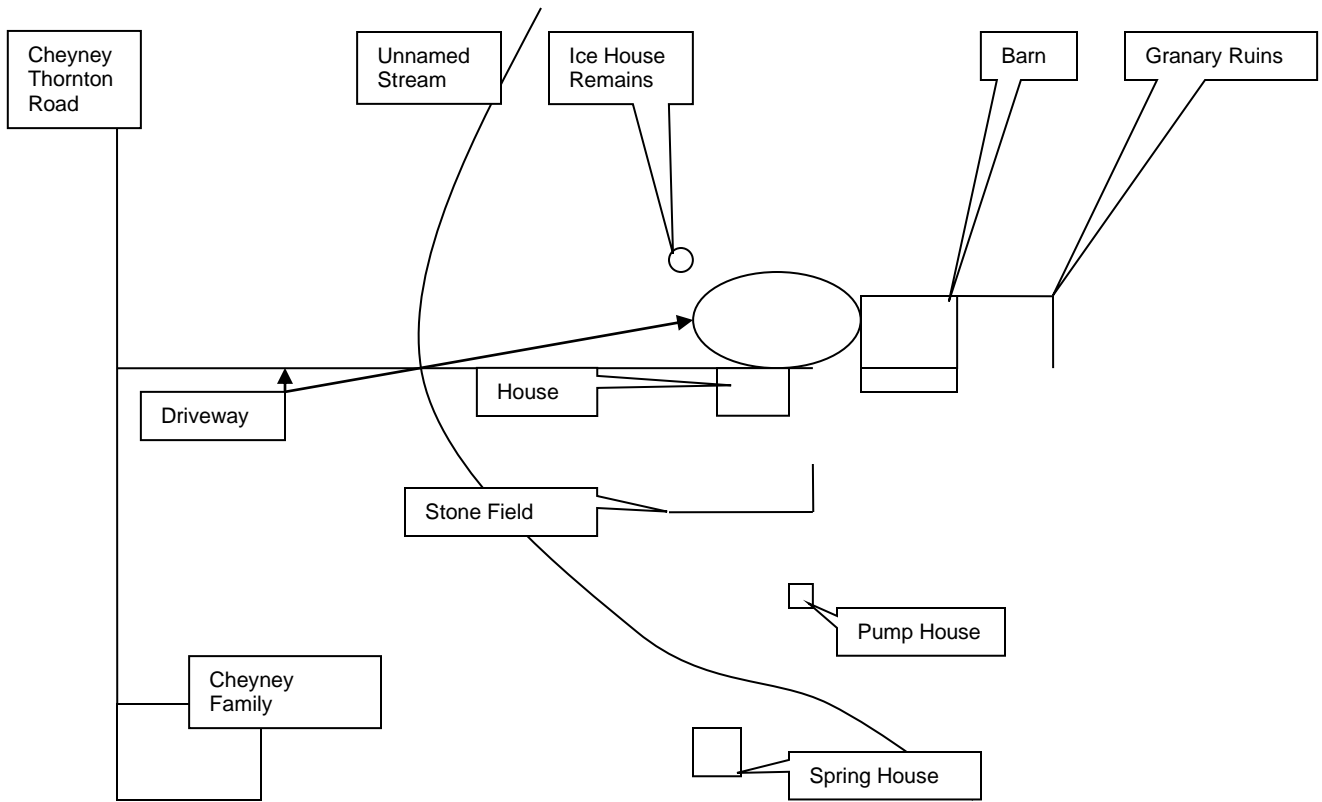 Cheyney
Thornton
Road
Unnamed
Stream
Ice House
Remains
Barn
Granary Ruins
Driveway
House
Stone Field
Pump House
Cheyney
Family
Spring House